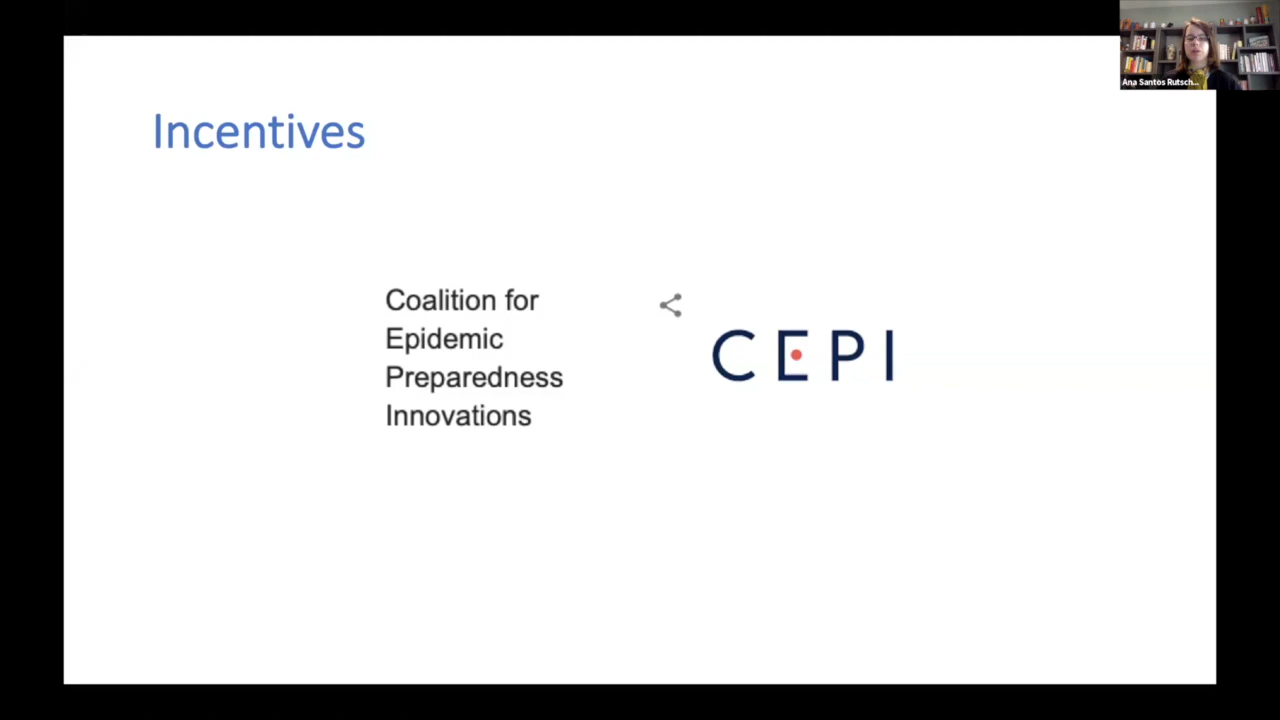 Incentives
Coalition for
Epidemic
Preparedness
Innovations
CEPI
Ana Santos Rutsch...